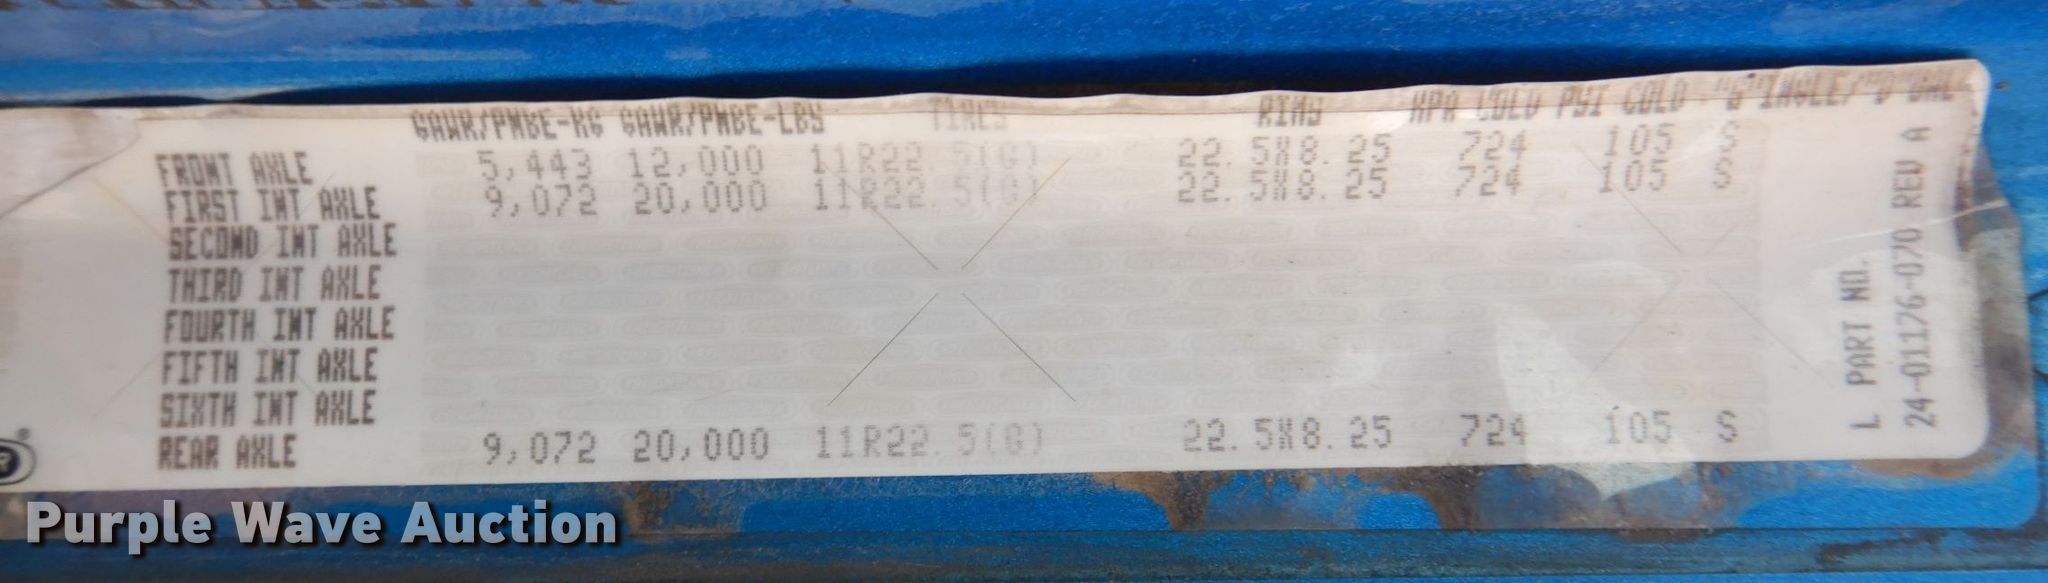 GAWR/PNBE-KG GAWR/PNBE-LBS TIRES RIMS KPA COLD PSI COLD "S"INGLE/"D"UAL
FRONT AXLE 5,443 12,000 11R22.5(G) 22.5X8.25 724 105 S
FIRST INT AXLE 9,072 20,000 11R22.5(G) 22.5X8.25 724 105 S
SECOND INT AXLE
THIRD INT AXLE
FOURTH INT AXLE
FIFTH INT AXLE
SIXTH INT AXLE
REAR AXLE 9,072 20,000 11R22.5(G) 22.5X8.25 724 105 S
L PART NO.
24-01176-070 REV A
Purple Wave Auction